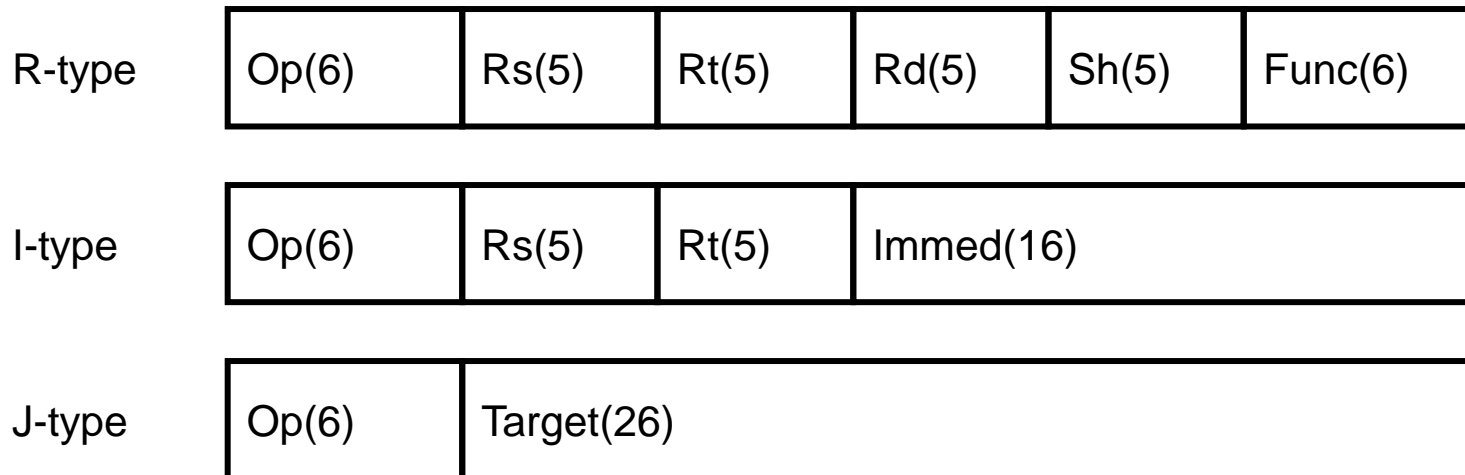 R-type Op(6) Rs(5) Rt(5) Rd(5) Sh(5) Func(6)
I-type Op(6) Rs(5) Rt(5) Immed(16)
J-type Op(6) Target(26)